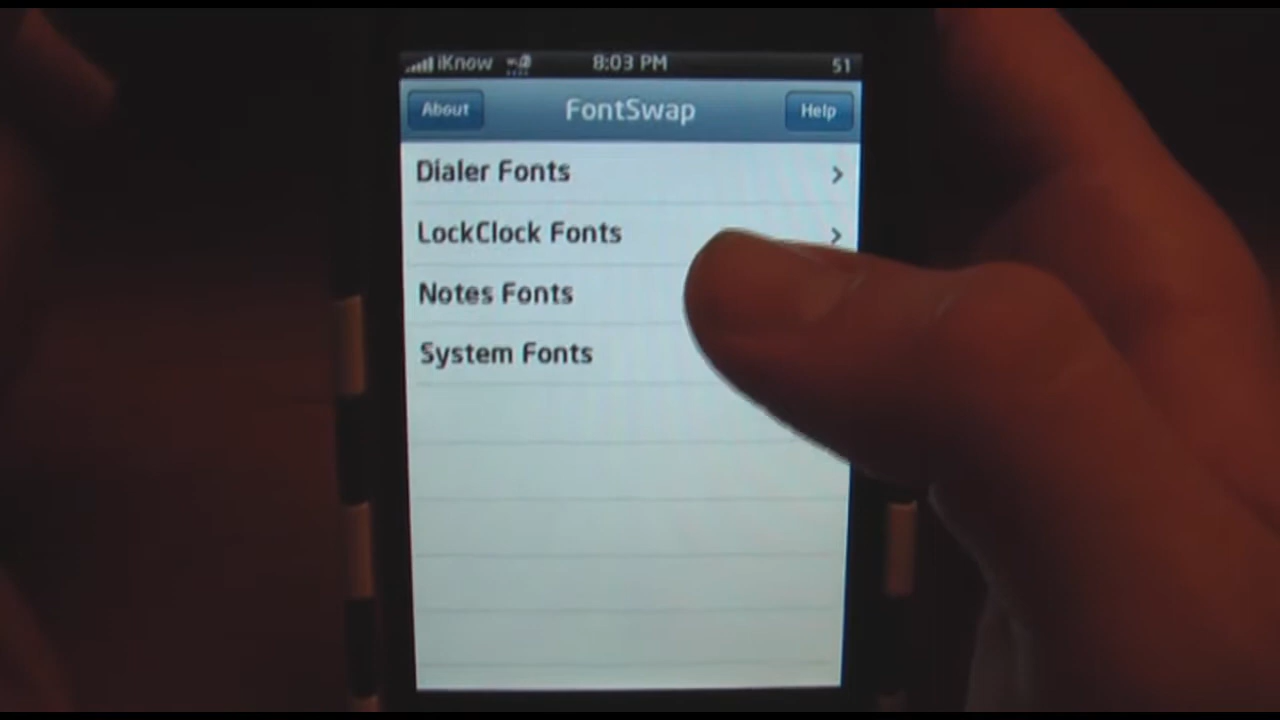 iKnow 8:03 PM 51
About FontSwap Help
Dialer Fonts
LockClock Fonts
Notes Fonts
System Fonts